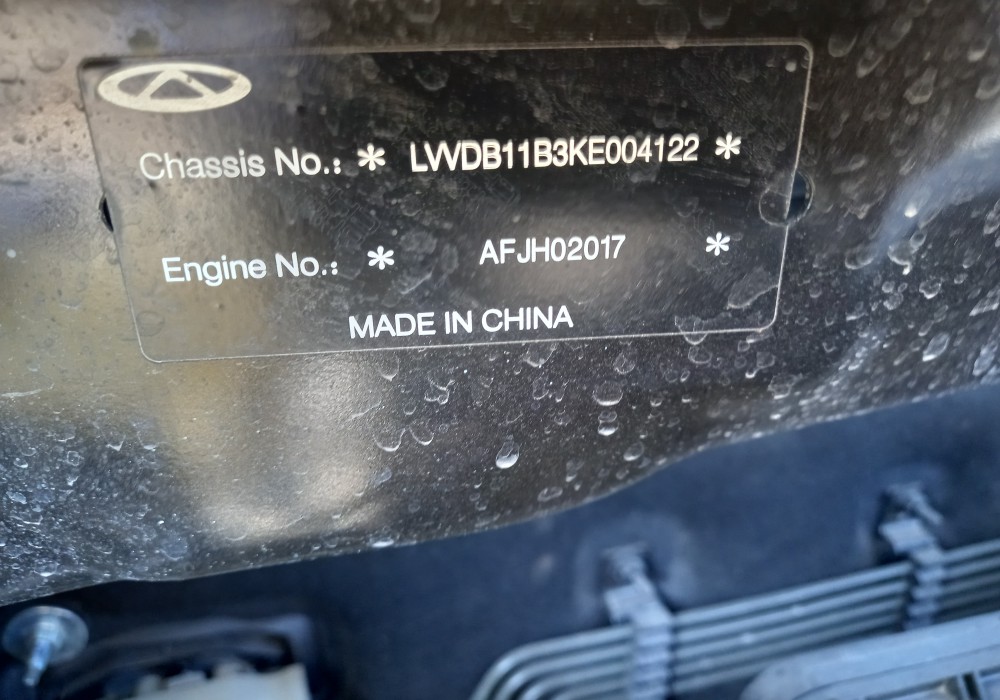 Chassis No.: * LVVDB11B3KE004122 *
Engine No.: * AFJH02017 *
MADE IN CHINA